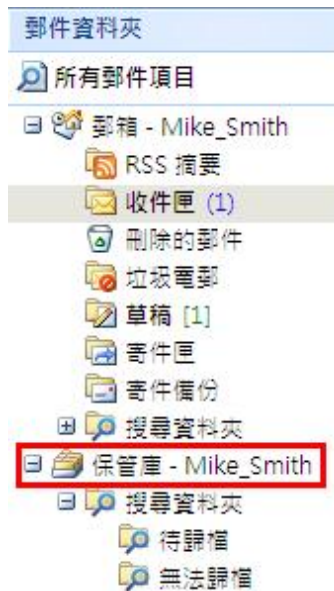 郵件資料夾
所有郵件項目
郵箱 - Mike_Smith
RSS 摘要
收件匣 (1)
刪除的郵件
垃圾電郵
草稿 [1]
寄件匣
寄件備份
搜尋資料夾
保管庫 - Mike_Smith
搜尋資料夾
待歸檔
無法歸檔